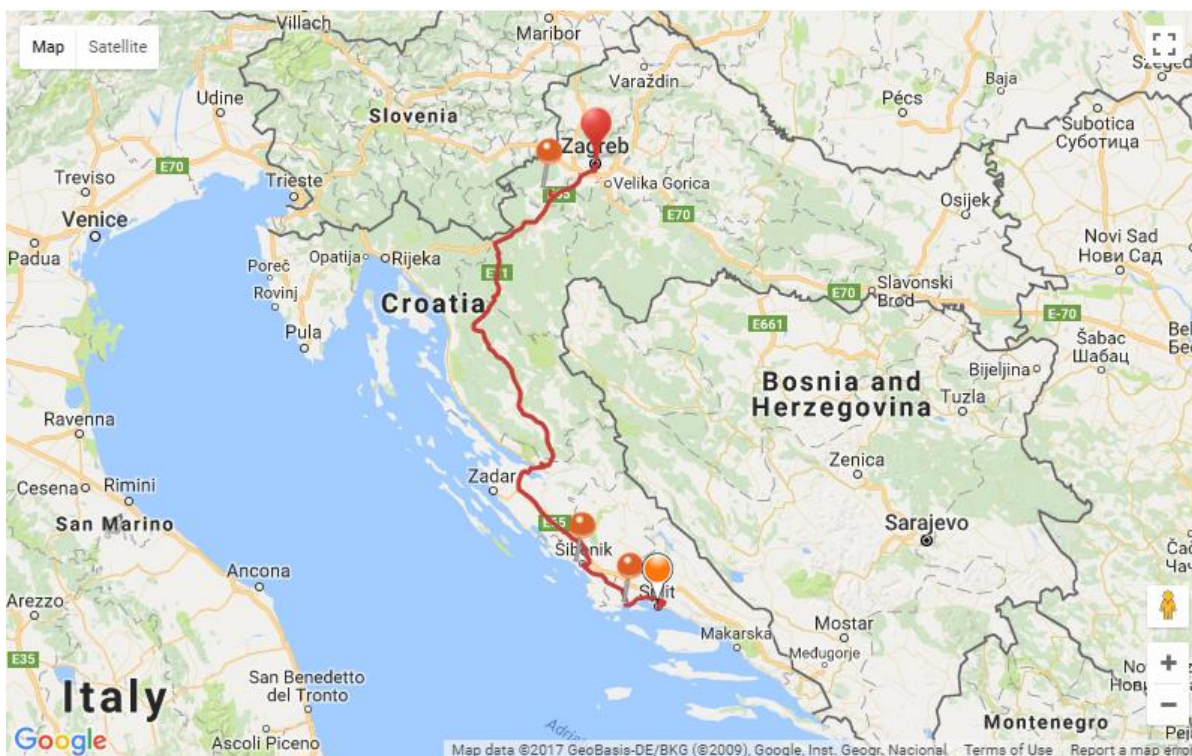 Map Satellite
Villach
Maribor
Varaždin
Pécs
Baja
Szeged
Udine
Slovenia
Subotica
Суботица
Zagreb
E70
Treviso
Trieste
E65
Velika Gorica
E70
Osijek
Venice
Padua
Opatija
Rijeka
Poreč
Rovinj
Novi Sad
Нови Сад
Slavonski
Brod
E70
E-70
Croatia
E661
Pula
Šabac
Шабац
Bosnia and
Herzegovina
Bijeljina
Tuzla
Ravenna
Zadar
Zenica
Cesena
Rimini
San Marino
E65
Sarajevo
Šibenik
Ancona
Split
Arezzo
Makarska
Mostar
Međugorje
E35
San Benedetto
del Tronto
Italy
Montenegro
Google
Ascoli Piceno
Map data ©2017 GeoBasis-DE/BKG (©2009), Google, Inst. Geogr. Nacional Terms of Use Report a map error